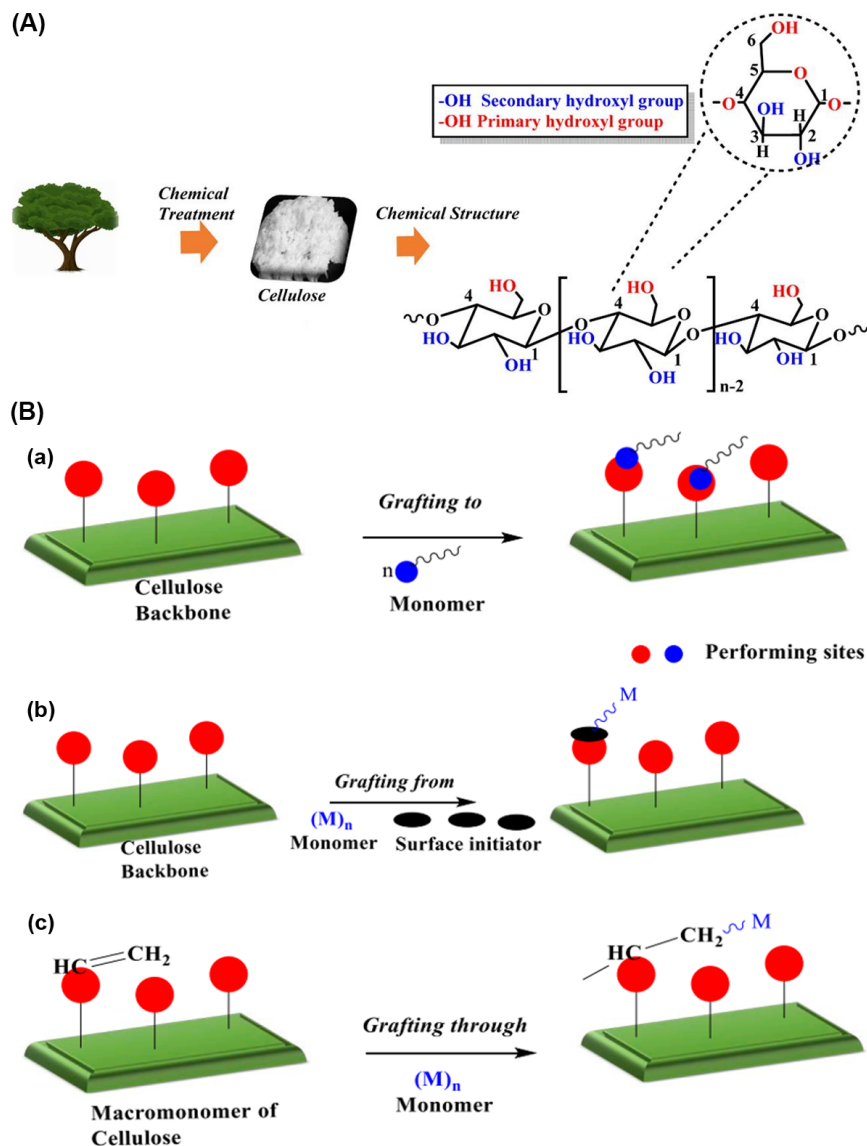 (A)
-OH Secondary hydroxyl group
-OH Primary hydroxyl group
6
OH
5
O
4
1
O
O
OH
H
3
2
H
OH
Chemical
Treatment
Cellulose
Chemical Structure
HO
4
O
O
HO
OH
1
O
HO
4
O
HO
OH
1
O
n-2
HO
4
O
HO
OH
1
O
(B)
(a)
Cellulose
Backbone
Grafting to
n
Monomer
Performing sites
(b)
Cellulose
Backbone
Grafting from
(M)n
Monomer
Surface initiator
M
(c)
HC
CH2
Macromonomer of
Cellulose
Grafting through
(M)n
Monomer
HC
CH2
M